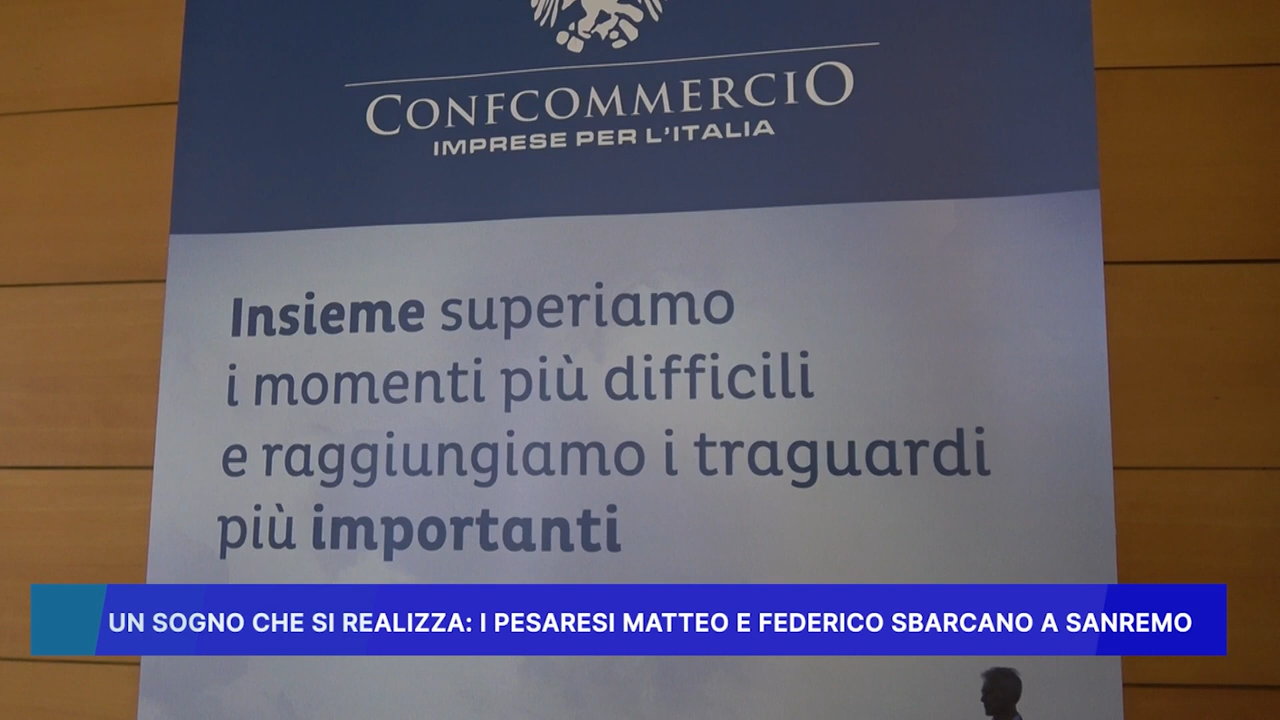 CONFCOMMERCIO
IMPRESE PER L'ITALIA
Insieme superiamo
i momenti più difficili
e raggiungiamo i traguardi
più importanti
UN SOGNO CHE SI REALIZZA: I PESARESI MATTEO E FEDERICO SBARCANO A SANREMO